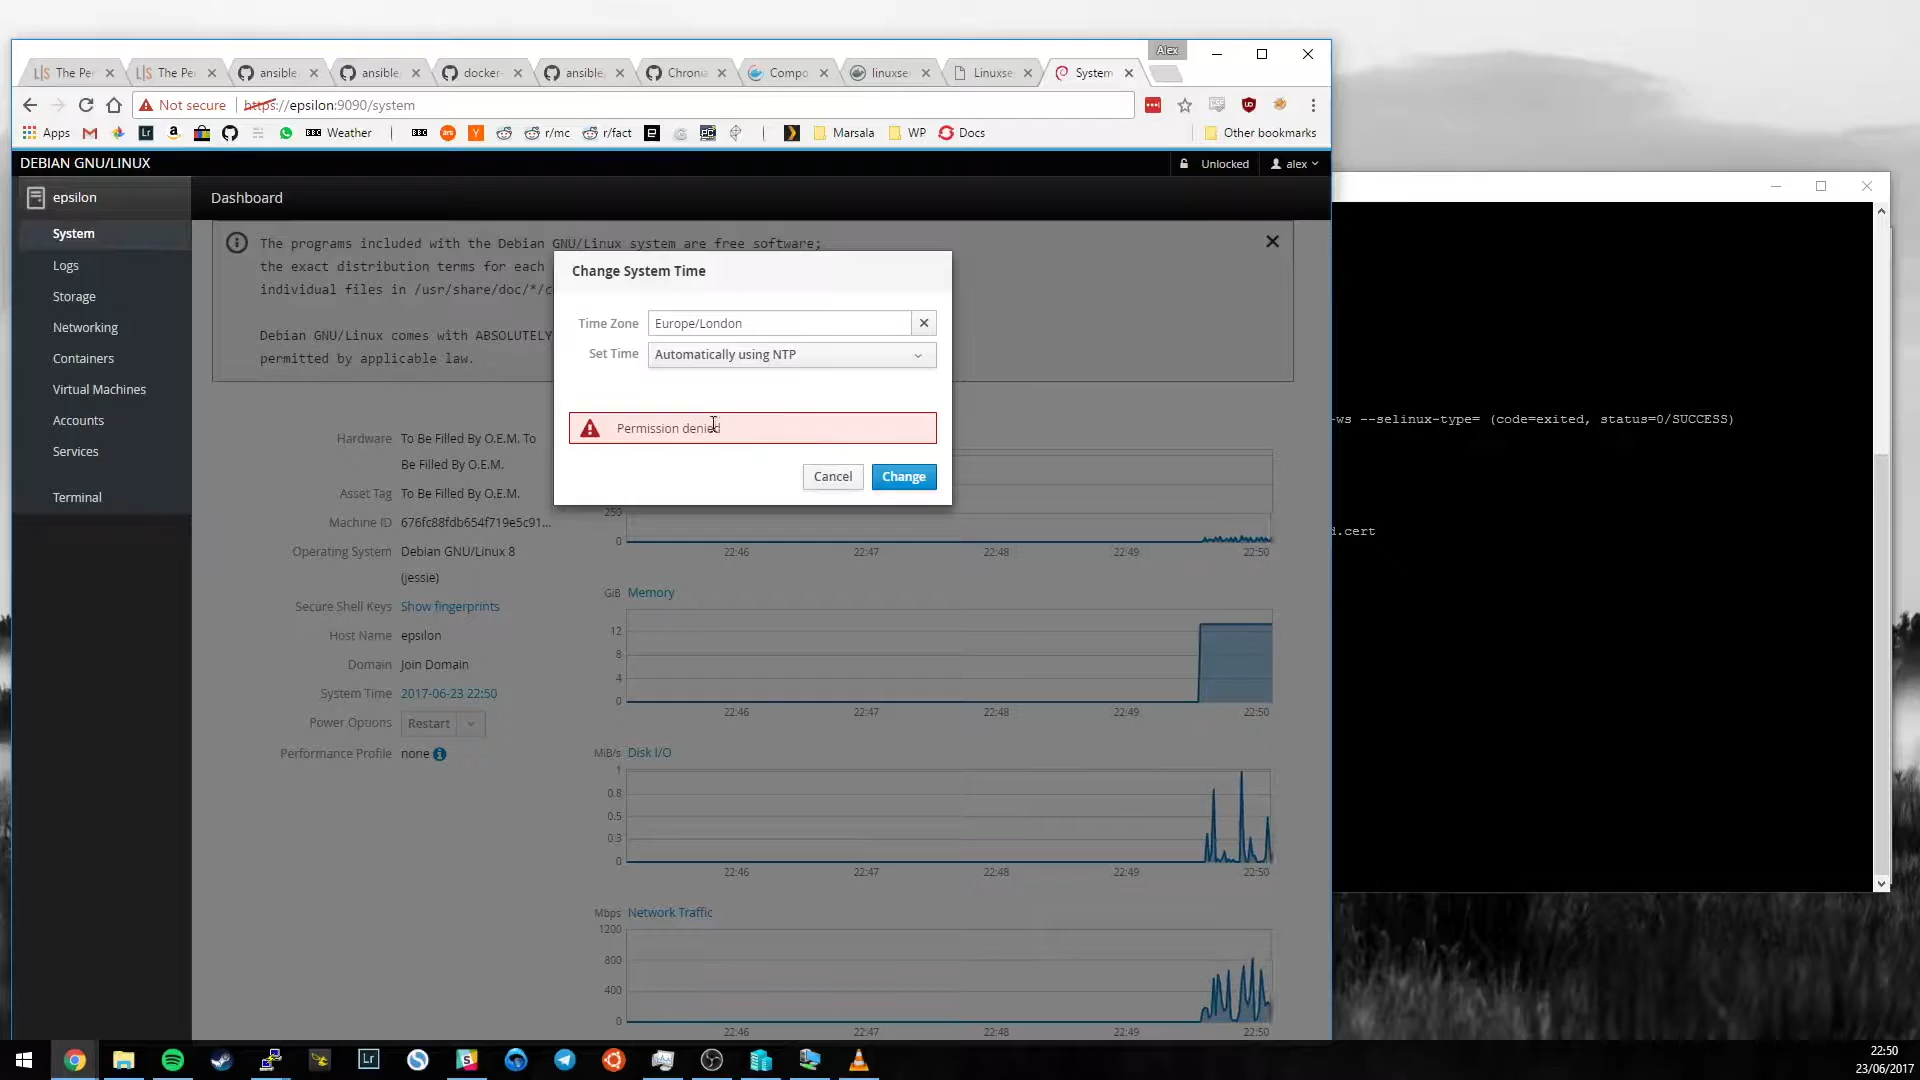 Alex
The Per
The Per
ansible
ansible
docker-
ansible,
Chrona
Compo
linuxser
Linuxse
System
Not secure
https://epsilon:9090/system
Apps
Lr
BBC Weather
BBC
ars
Y
r/mc
r/fact
Marsala
WP
Docs
Other bookmarks
DEBIAN GNU/LINUX
Unlocked
alex
epsilon
Dashboard
System
Logs
Storage
Networking
Containers
Virtual Machines
Accounts
Services
Terminal
The programs included with the Debian GNU/Linux system are free software;
the exact distribution terms for each
individual files in /usr/share/doc/*/c
Debian GNU/Linux comes with ABSOLUTELY
permitted by applicable law.
Change System Time
Time Zone Europe/London
Set Time Automatically using NTP
Permission denied
Cancel Change
Hardware To Be Filled By O.E.M. To
Be Filled By O.E.M.
Asset Tag To Be Filled By O.E.M.
Machine ID 676fc88fdb654f719e5c91...
Operating System Debian GNU/Linux 8
(jessie)
Secure Shell Keys Show fingerprints
Host Name epsilon
Domain Join Domain
System Time 2017-06-23 22:50
Power Options Restart
Performance Profile none
250
0
22:46 22:47 22:48 22:49 22:50
GiB Memory
12
8
4
0
22:46 22:47 22:48 22:49 22:50
MiB/s Disk I/O
1
0.8
0.5
0.3
0
22:46 22:47 22:48 22:49 22:50
Mbps Network Traffic
1200
800
400
0
22:46 22:47 22:48 22:49 22:50
-ws --selinux-type= (code=exited, status=0/SUCCESS)
d.cert
Lr
22:50
23/06/2017